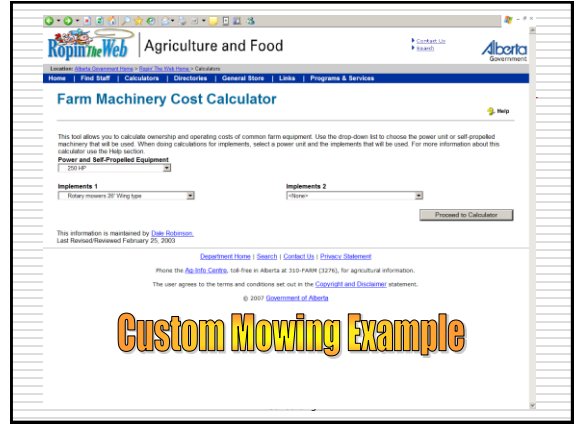 Ropin The Web
Agriculture and Food
Contact Us
Search
Alberta
Government
Location: Alberta Government Home > Ropin' The Web Home > Calculators
Home | Find Staff | Calculators | Directories | General Store | Links | Programs & Services
Farm Machinery Cost Calculator
Help
This tool allows you to calculate ownership and operating costs of common farm equipment. Use the drop-down list to choose the power unit or self-propelled
machinery that will be used. When doing calculations for implements, select a power unit and the implements that will be used. For more information about this
calculator use the Help section.
Power and Self-Propelled Equipment
250 HP
Implements 1
Implements 2
Rotary mowers 20' Wing type
<None>
Proceed to Calculator
This information is maintained by Dale Robinson.
Last Revised/Reviewed February 25, 2003
Department Home | Search | Contact Us | Privacy Statement
Phone the Ag-Info Centre, toll-free in Alberta at 310-FARM (3276), for agricultural information.
The user agrees to the terms and conditions set out in the Copyright and Disclaimer statement.
© 2007 Government of Alberta
Custom Mowing Example